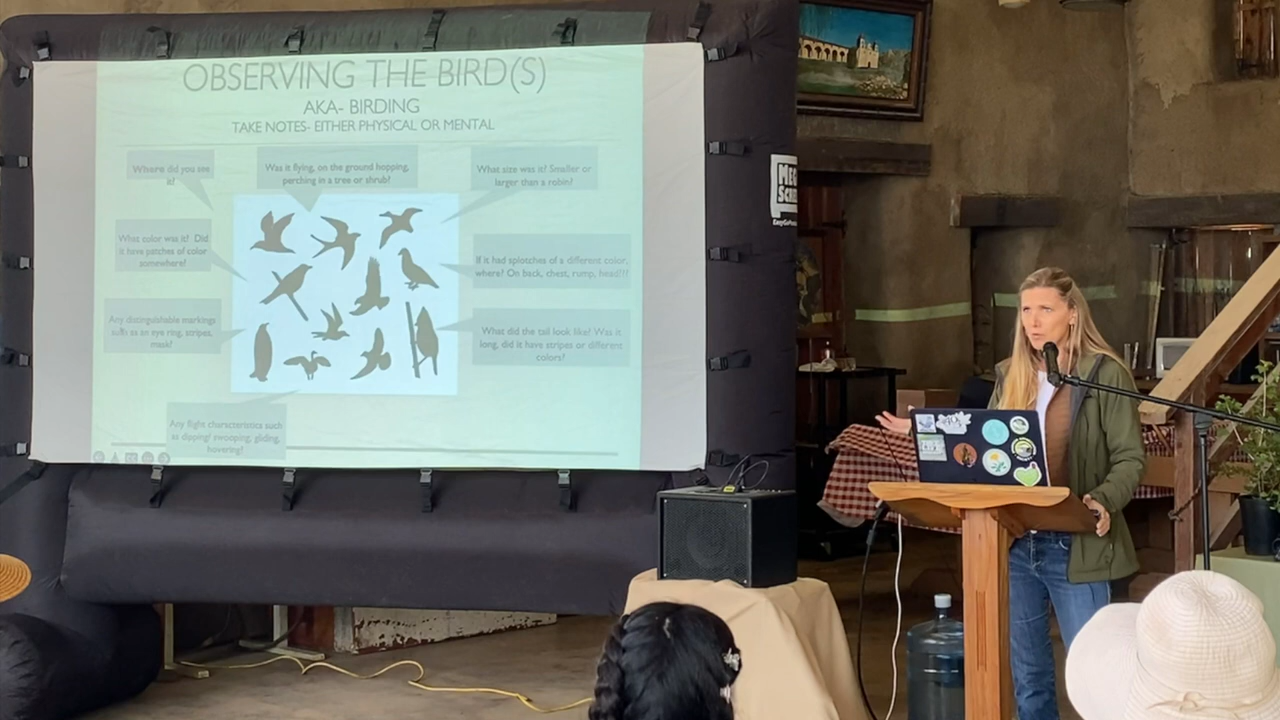 OBSERVING THE BIRD(S)
AKA- BIRDING
TAKE NOTES- EITHER PHYSICAL OR MENTAL
Where did you see
it?
Was it flying, on the ground hopping,
perching in a tree or shrub?
What size was it? Smaller or
larger than a robin?
What color was it? Did
it have patches of color
somewhere?
If it had splotches of a different color,
where? On back, chest, rump, head???
Any distinguishable markings
such as an eye ring, stripes,
mask?
What did the tail look like? Was it
long, did it have stripes or different
colors?
Any flight characteristics such
as dipping? swooping, gliding,
hovering?